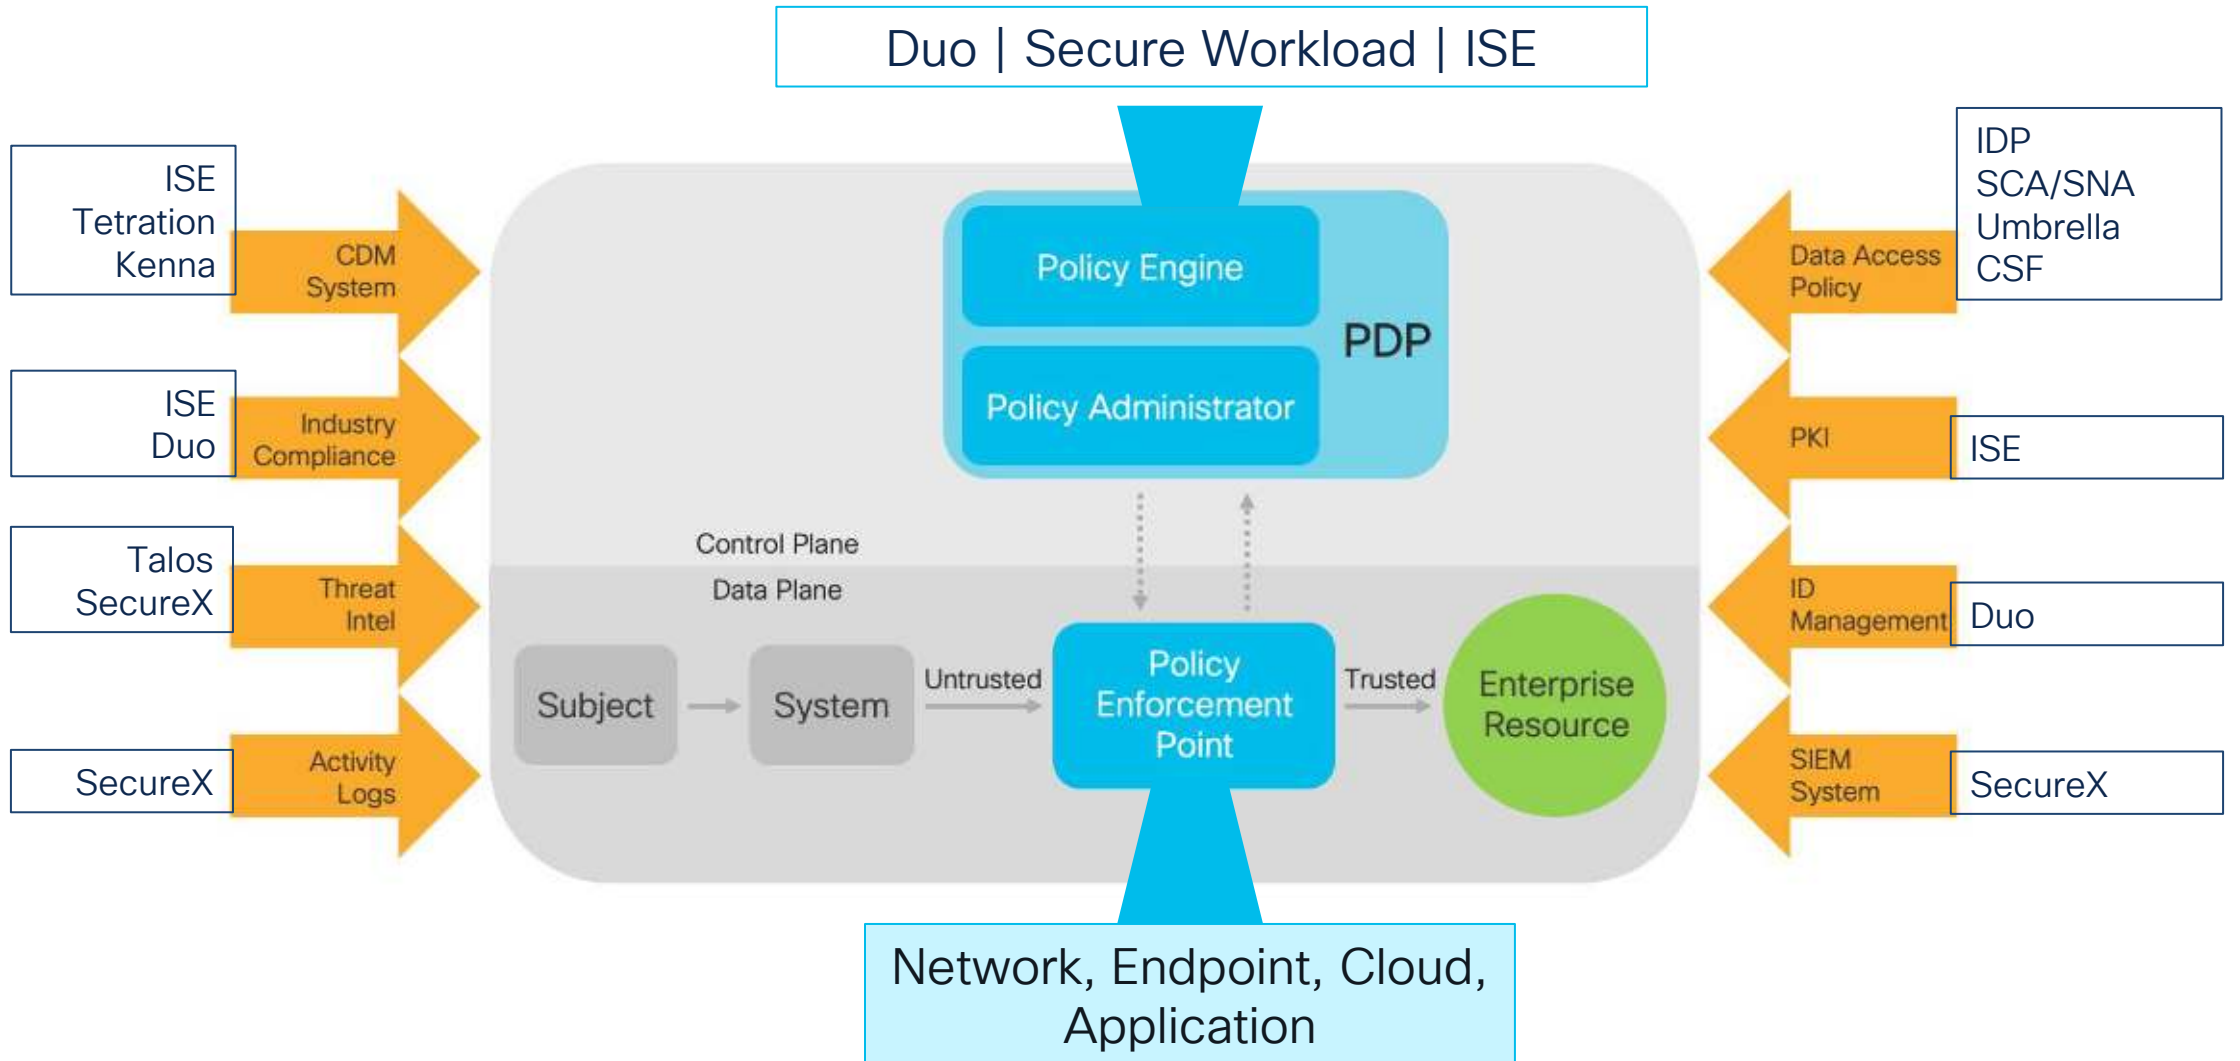 Duo | Secure Workload | ISE
ISE
Tetration
Kenna
CDM
System
ISE
Duo
Industry
Compliance
Talos
SecureX
Threat
Intel
SecureX
Activity
Logs
Policy Engine
Policy Administrator
PDP
Control Plane
Data Plane
Subject
System
Untrusted
Policy
Enforcement
Point
Trusted
Enterprise
Resource
Data Access
Policy
IDP
SCA/SNA
Umbrella
CSF
PKI
ISE
ID
Management
Duo
SIEM
System
SecureX
Network, Endpoint, Cloud,
Application